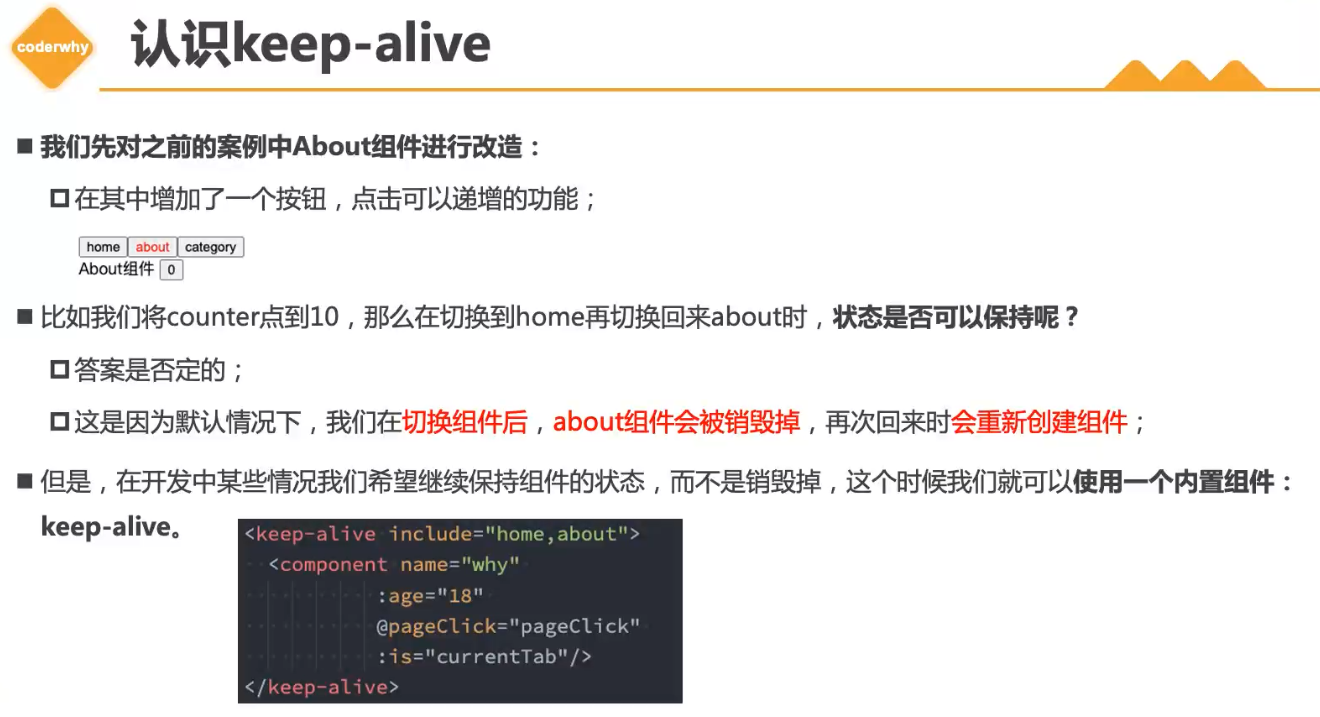 coderwhy
认识keep-alive
我们先对之前的案例中About组件进行改造：
在其中增加了一个按钮，点击可以递增的功能；
home about category
About组件 0
比如我们将counter点到10，那么在切换到home再切换回来about时，状态是否可以保持呢？
答案是否定的；
这是因为默认情况下，我们在切换组件后，about组件会被销毁掉，再次回来时会重新创建组件；
但是，在开发中某些情况我们希望继续保持组件的状态，而不是销毁掉，这个时候我们就可以使用一个内置组件：
keep-alive。
<keep-alive include="home,about">
<component name="why"
:age="18"
@pageClick="pageClick"
:is="currentTab"/>
</keep-alive>